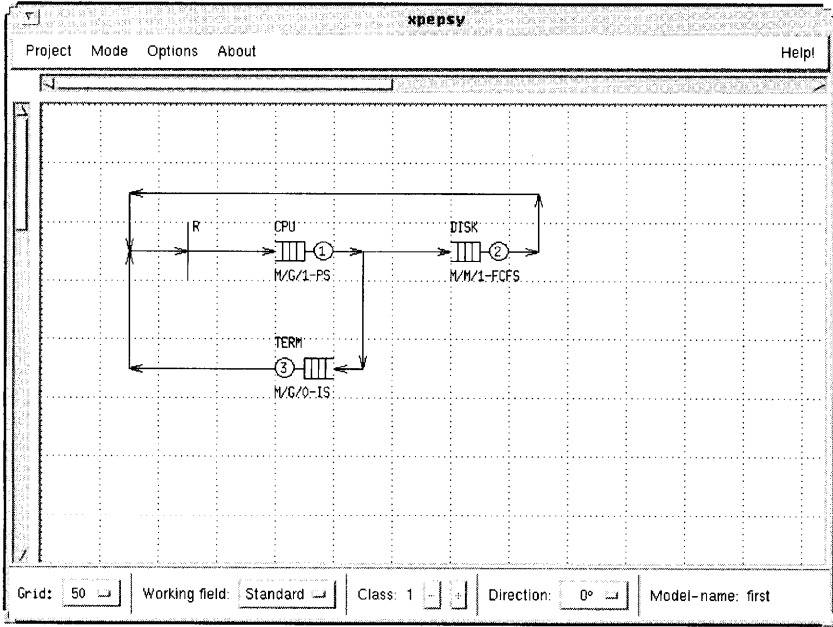 xpepsy
Project Mode Options About Help!
R CPU DISK
1 2
M/G/1-PS M/M/1-FCFS
TERM
3
M/G/0-IS
Grid: 50 Working field: Standard Class: 1 - + Direction: 0° Model-name: first